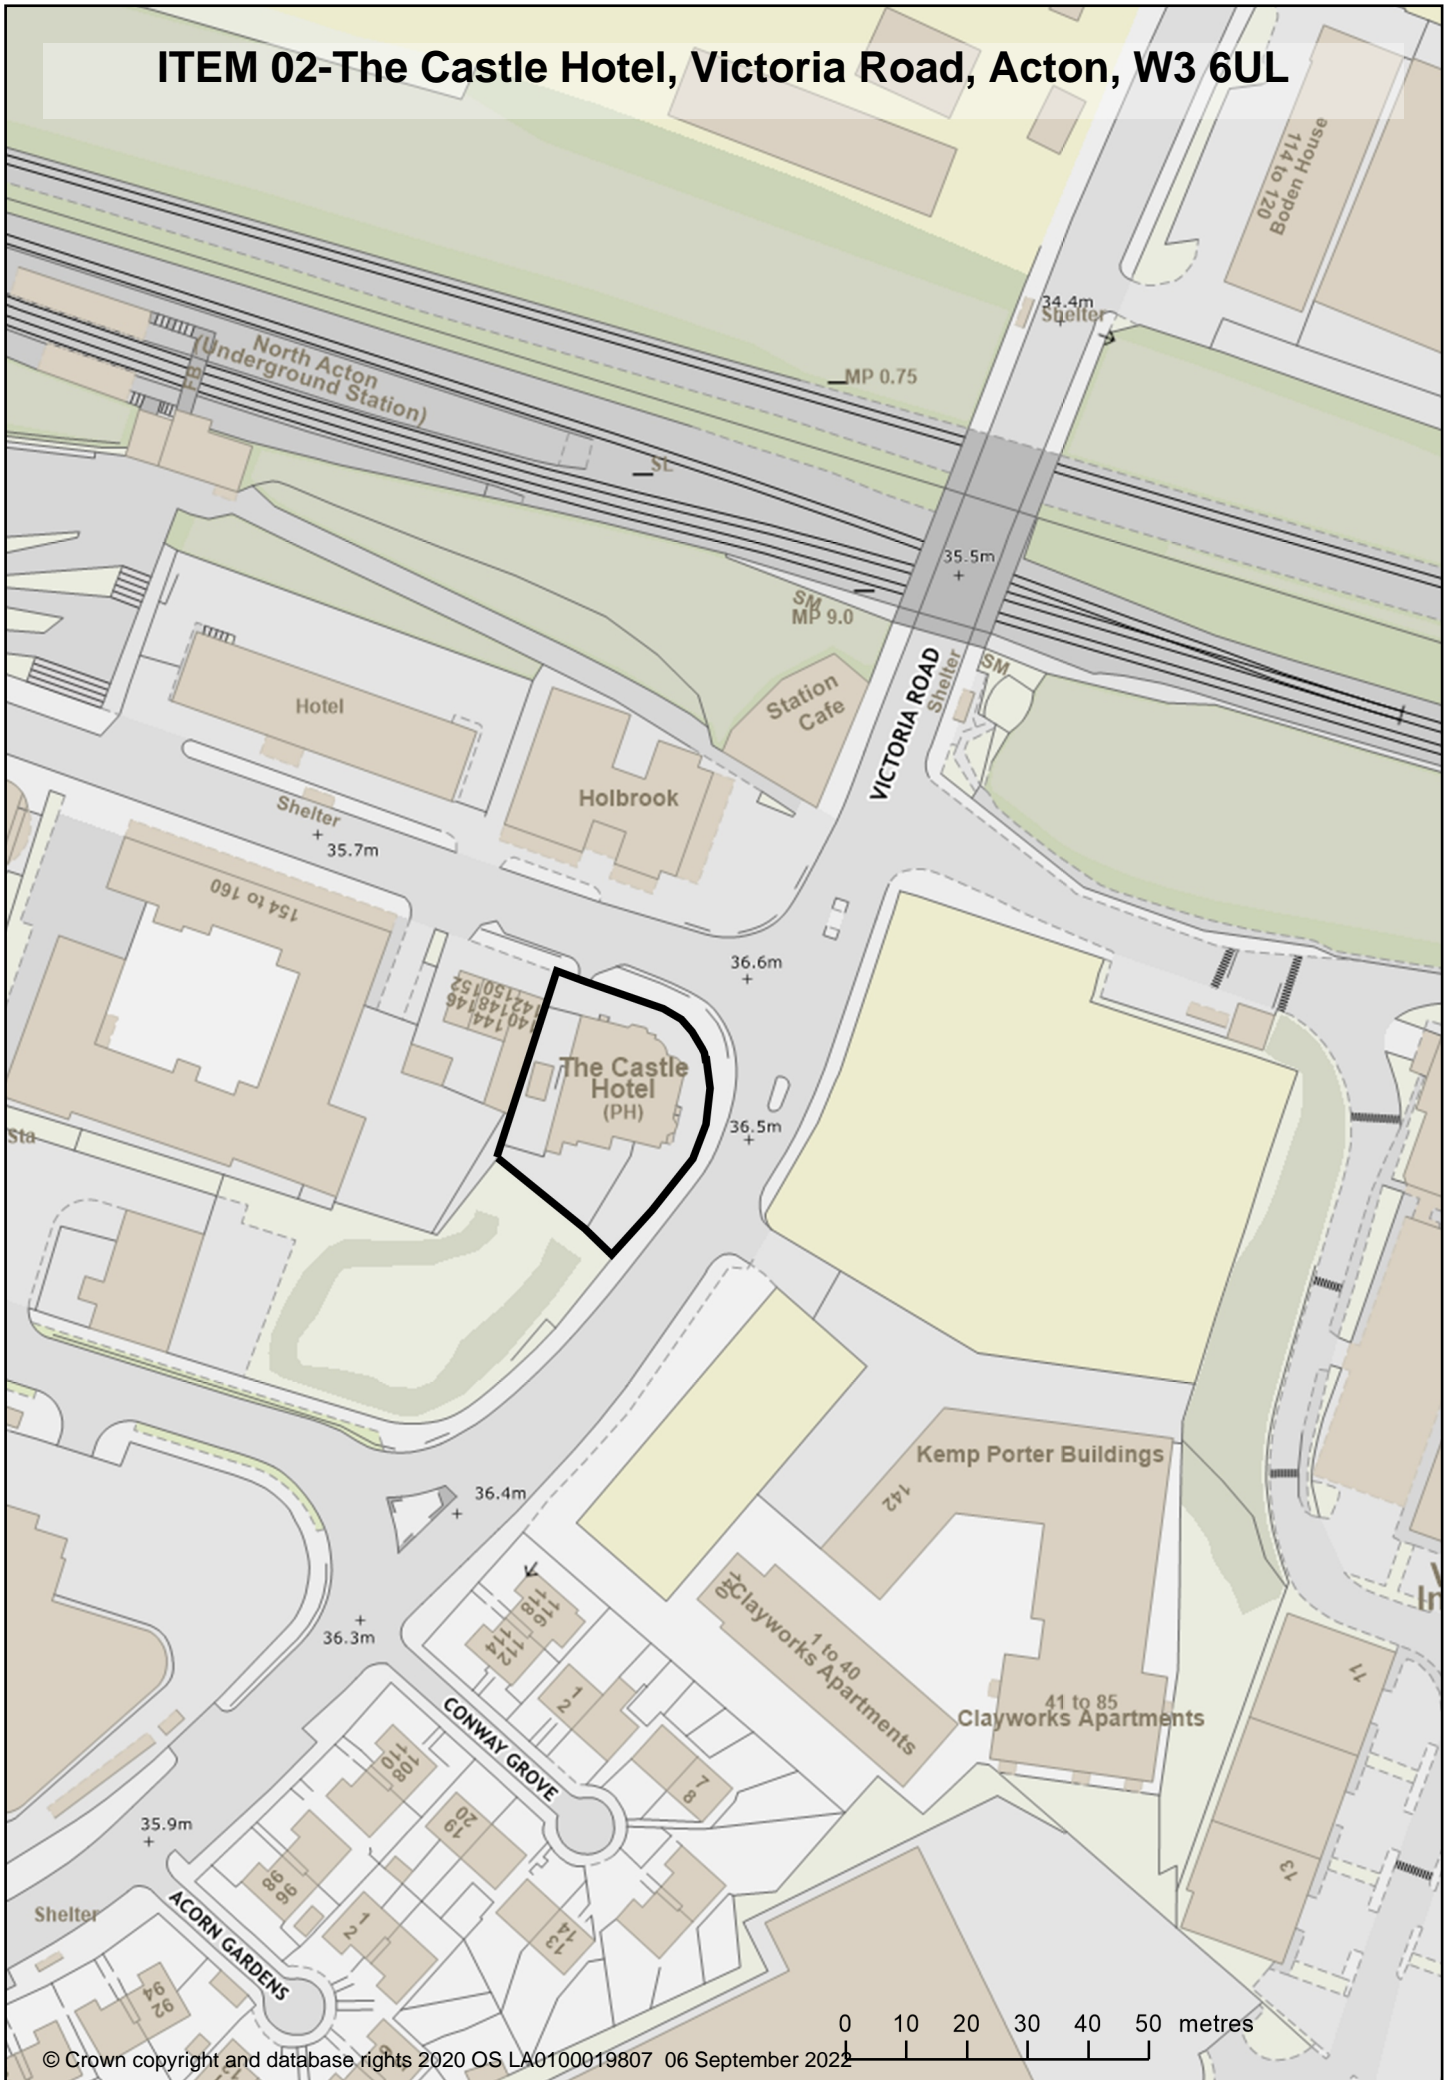 ITEM 02-The Castle Hotel, Victoria Road, Acton, W3 6UL
Boden House
114 to 120
34.4m
Shelter
North Acton
(Underground Station)
FB
MP 0.75
SL
35.5m
SM
MP 9.0
VICTORIA ROAD
Shelter
SM
Station
Cafe
Hotel
Holbrook
Shelter
35.7m
154 to 160
36.6m
152
150
148
146
144
142
140
The Castle
Hotel
(PH)
36.5m
Sta
Kemp Porter Buildings
142
36.4m
140
Clayworks Apartments
1 to 40
116
118
112
114
36.3m
1
2
41 to 85
Clayworks Apartments
71
CONWAY GROVE
108
110
7
8
20
19
35.9m
73
98
96
Shelter
ACORN GARDENS
1
2
13
14
94
92
0 10 20 30 40 50 metres
© Crown copyright and database rights 2020 OS LA0100019807 06 September 2022